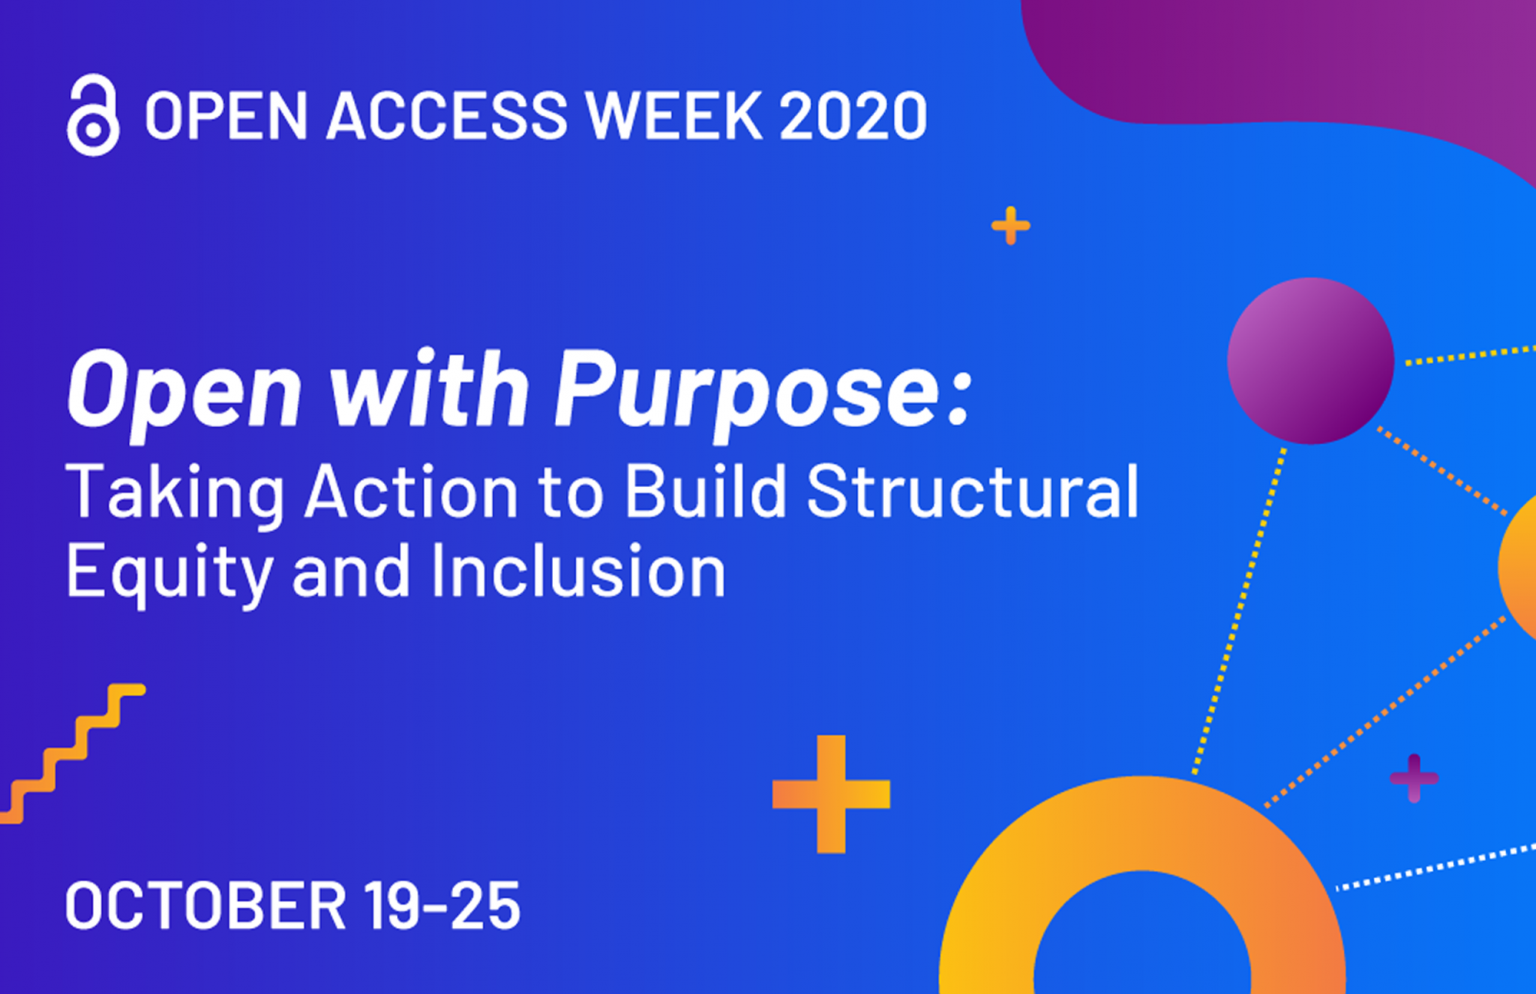 OPEN ACCESS WEEK 2020
Open with Purpose:
Taking Action to Build Structural
Equity and Inclusion
OCTOBER 19-25